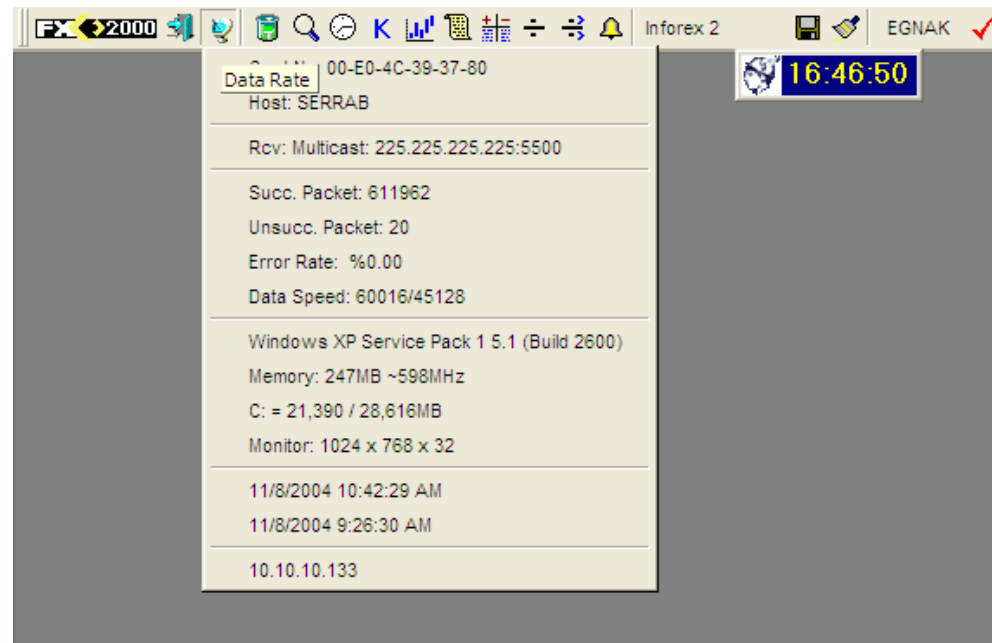 FX 2000 K Inforex 2 EGNAK
16:46:50
00-E0-4C-39-37-80
Data Rate
Host: SERRAB
Rcv: Multicast: 225.225.225.225:5500
Succ. Packet: 611962
Unsucc. Packet: 20
Error Rate: %0.00
Data Speed: 60016/45128
Windows XP Service Pack 1 5.1 (Build 2600)
Memory: 247MB ~598MHz
C: = 21,390 / 28,616MB
Monitor: 1024 x 768 x 32
11/8/2004 10:42:29 AM
11/8/2004 9:26:30 AM
10.10.10.133